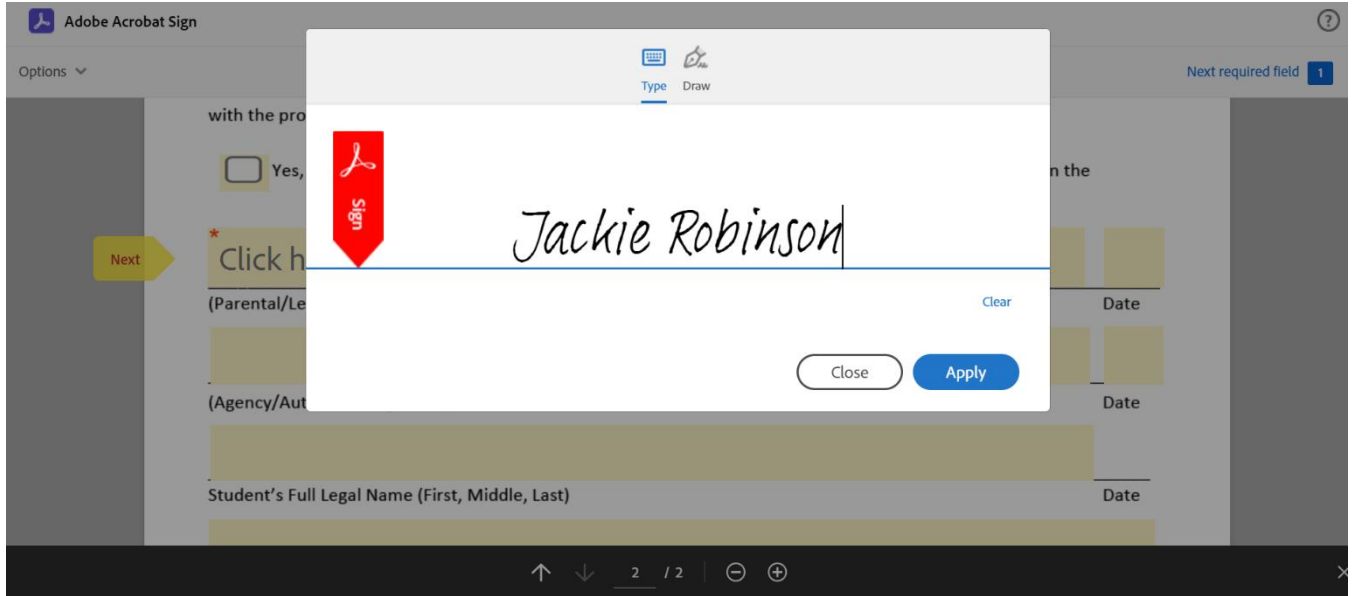 Adobe Acrobat Sign
?
Options
Next required field 1
Type Draw
with the pro
Yes,
n the
Sign
Jackie Robinson
Next
*
Click h
(Parental/Le
Date
Clear
Close
Apply
(Agency/Aut
Date
Student's Full Legal Name (First, Middle, Last)
Date
2 / 2